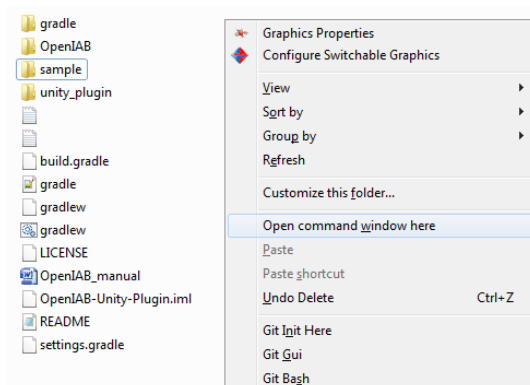 gradle
OpenIAB
sample
unity_plugin
build.gradle
gradle
gradlew
gradlew
LICENSE
OpenIAB_manual
OpenIAB-Unity-Plugin.iml
README
settings.gradle
Graphics Properties
Configure Switchable Graphics
View
Sort by
Group by
Refresh
Customize this folder...
Open command window here
Paste
Paste shortcut
Undo Delete Ctrl+Z
Git Init Here
Git Gui
Git Bash